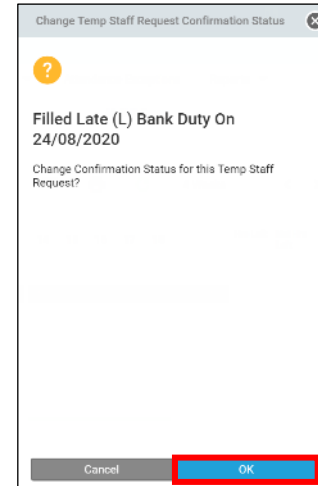 Change Temp Staff Request Confirmation Status
?
Filled Late (L) Bank Duty On
24/08/2020
Change Confirmation Status for this Temp Staff
Request?
Cancel OK